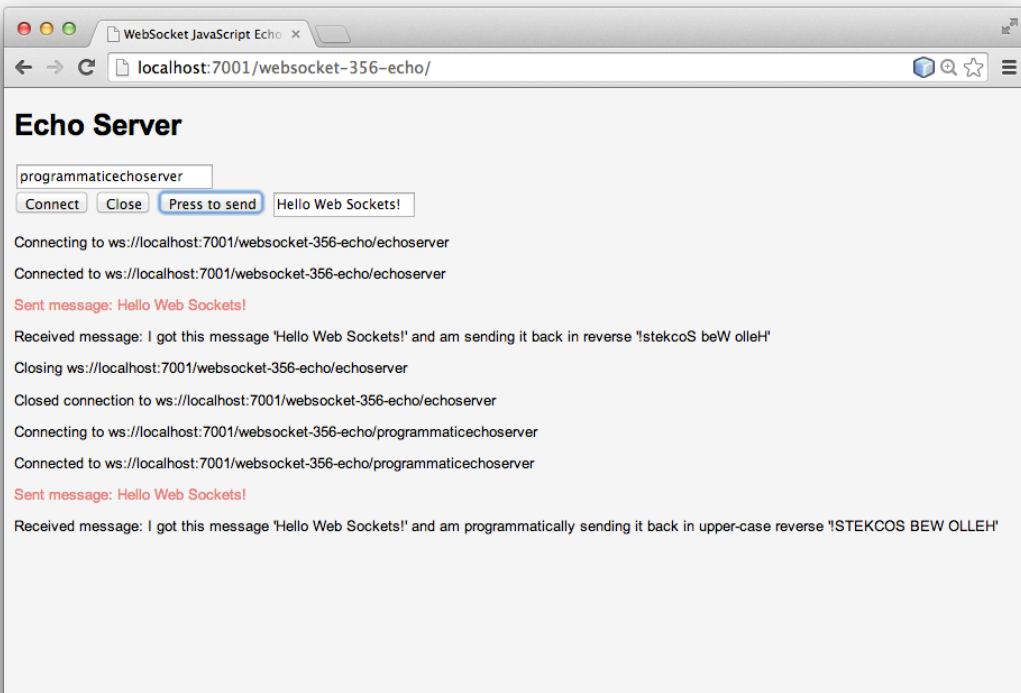 WebSocket JavaScript Echo
localhost:7001/websocket-356-echo/
Echo Server
programmaticechoserver
Connect Close Press to send Hello Web Sockets!
Connecting to ws://localhost:7001/websocket-356-echo/echoserver
Connected to ws://localhost:7001/websocket-356-echo/echoserver
Sent message: Hello Web Sockets!
Received message: I got this message 'Hello Web Sockets!' and am sending it back in reverse '!stekcoS beW olleH'
Closing ws://localhost:7001/websocket-356-echo/echoserver
Closed connection to ws://localhost:7001/websocket-356-echo/echoserver
Connecting to ws://localhost:7001/websocket-356-echo/programmaticechoserver
Connected to ws://localhost:7001/websocket-356-echo/programmaticechoserver
Sent message: Hello Web Sockets!
Received message: I got this message 'Hello Web Sockets!' and am programmatically sending it back in upper-case reverse '!STEKCOS BEW OLLEH'